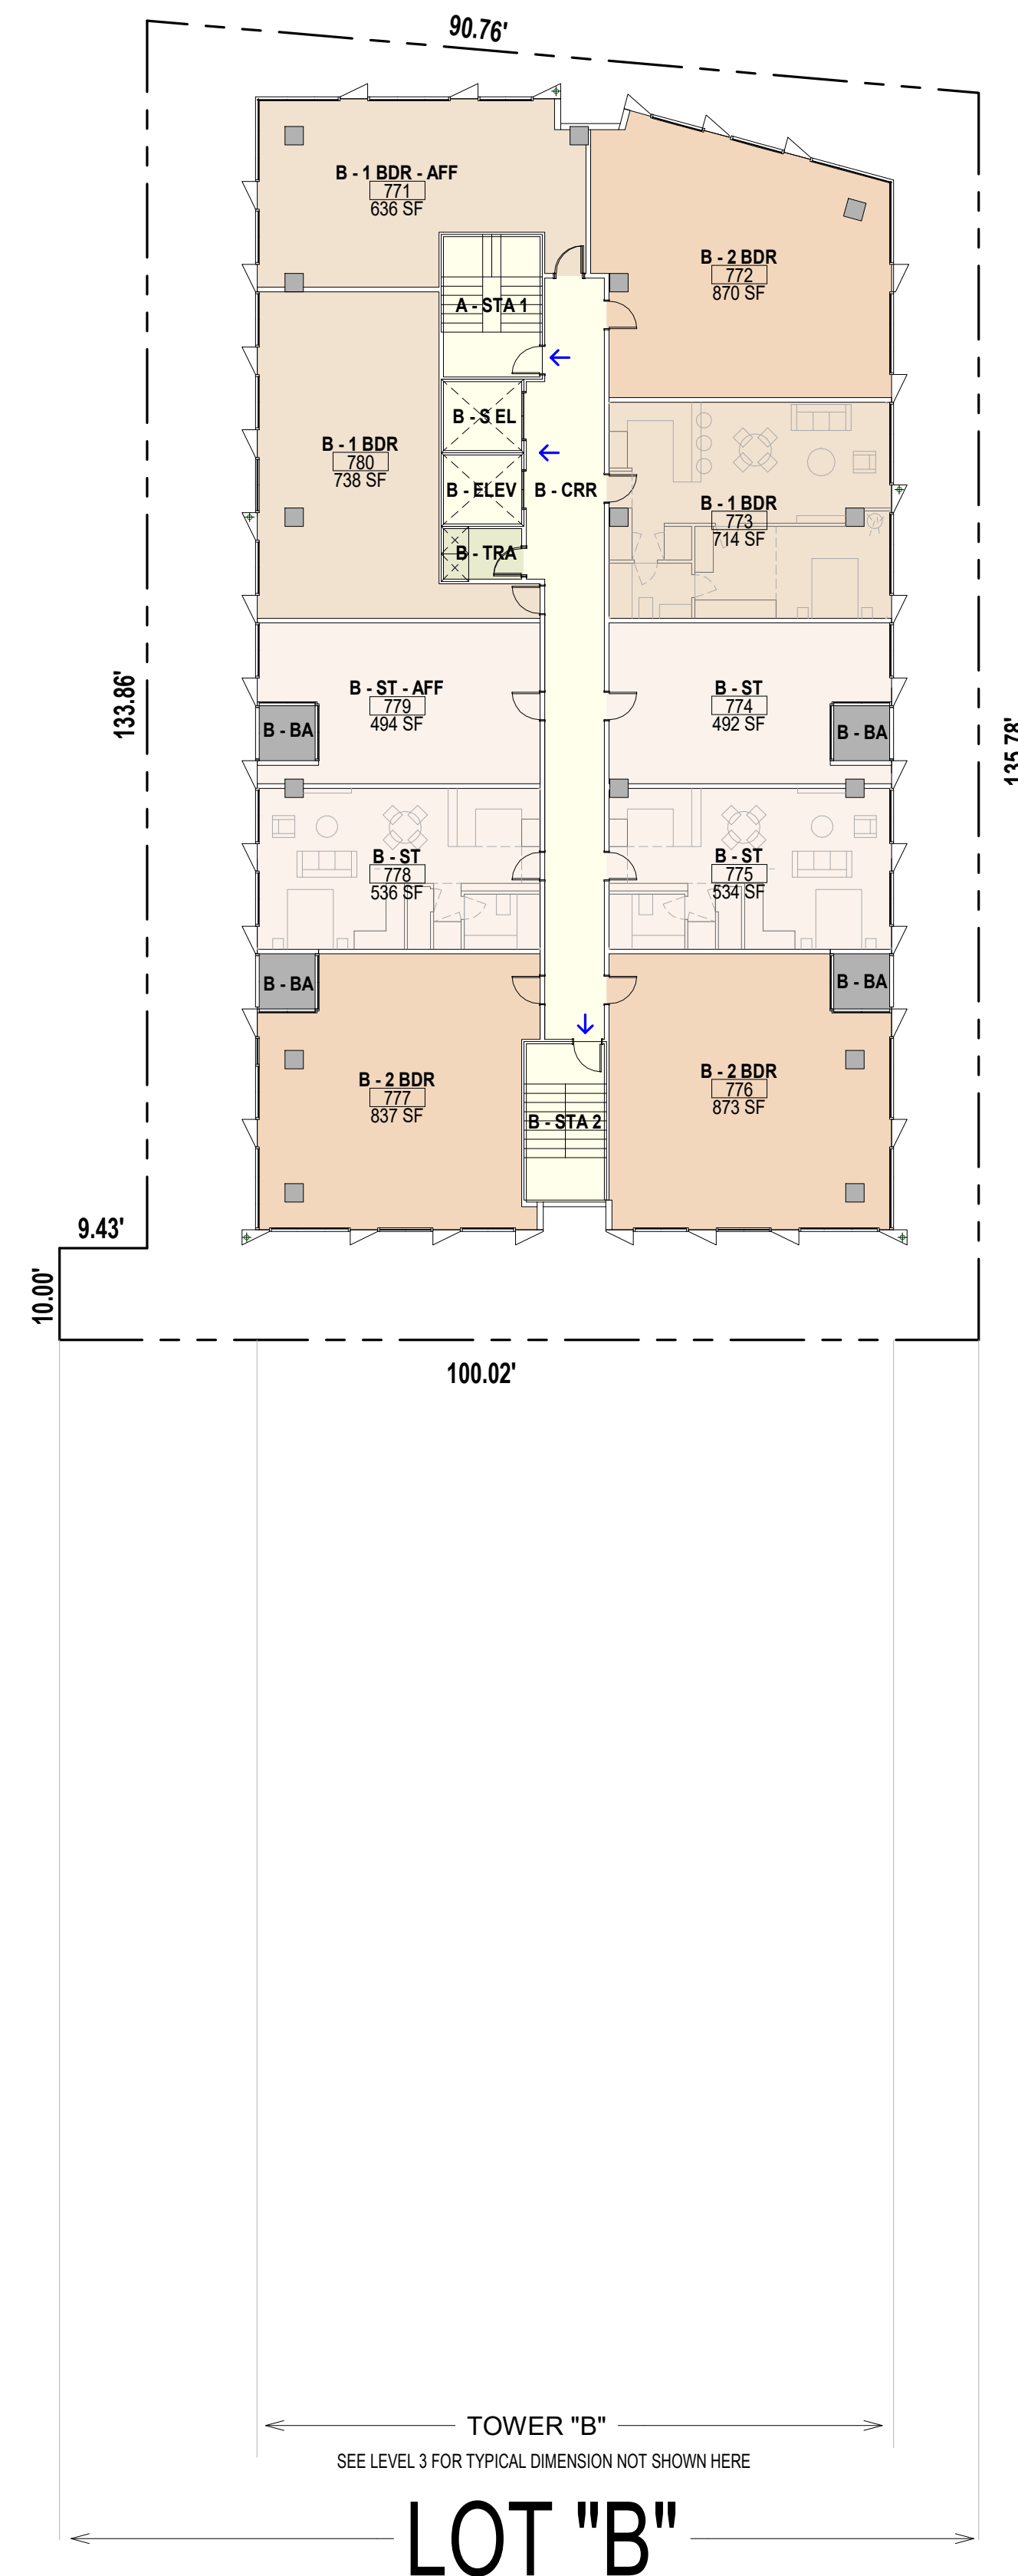 90.76'
B - 1 BDR - AFF
771
636 SF
B - 2 BDR
772
870 SF
A - STA 1
B - S EL
B - 1 BDR
780
738 SF
B - ELEV
B - CRR
B - 1 BDR
773
714 SF
B - TRA
133.86'
B - ST - AFF
779
494 SF
B - ST
774
492 SF
B - BA
B - BA
135.78'
B - ST
778
536 SF
B - ST
775
534 SF
B - BA
B - BA
B - 2 BDR
777
837 SF
B - 2 BDR
776
873 SF
B - STA 2
9.43'
10.00'
100.02'
TOWER "B"
SEE LEVEL 3 FOR TYPICAL DIMENSION NOT SHOWN HERE
LOT "B"